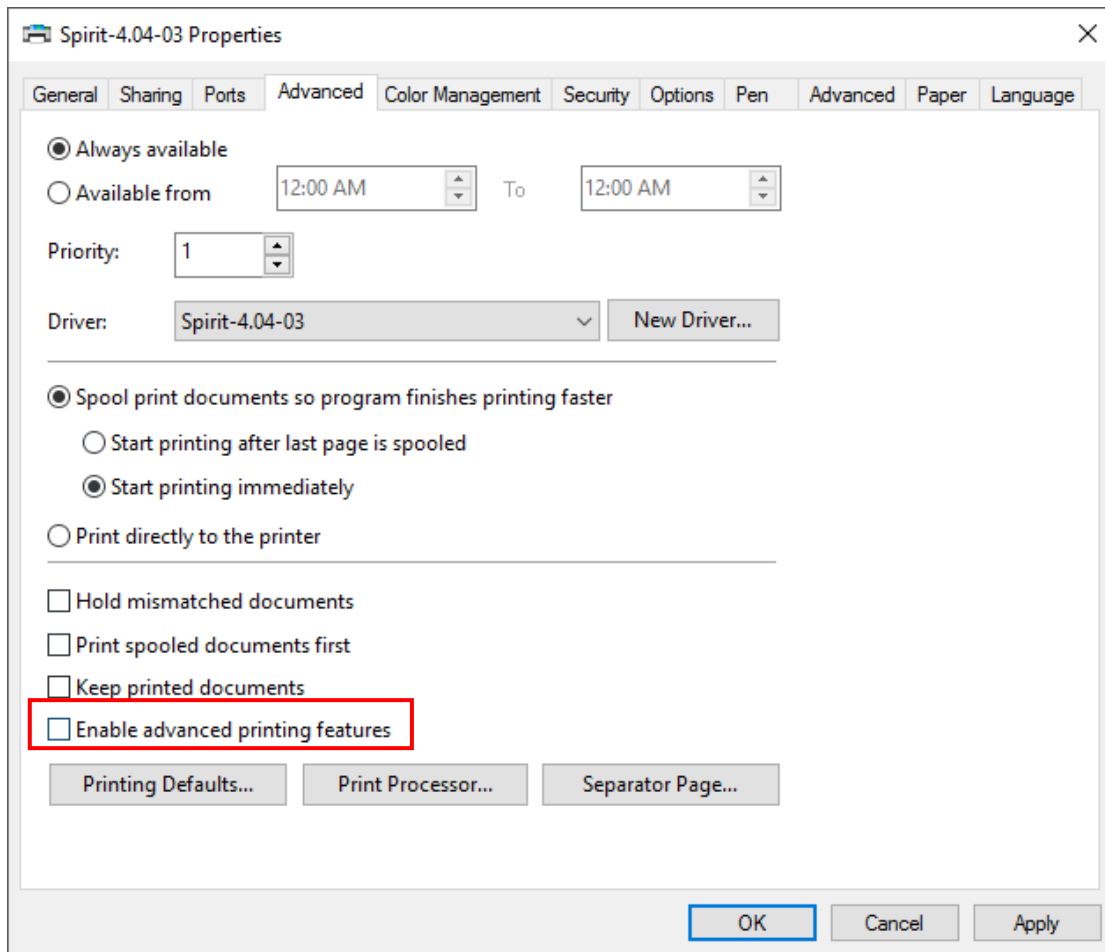 Spirit-4.04-03 Properties
General Sharing Ports Advanced Color Management Security Options Pen Advanced Paper Language
Always available
Available from 12:00 AM To 12:00 AM
Priority: 1
Driver: Spirit-4.04-03 New Driver...
Spool print documents so program finishes printing faster
Start printing after last page is spooled
Start printing immediately
Print directly to the printer
Hold mismatched documents
Print spooled documents first
Keep printed documents
Enable advanced printing features
Printing Defaults... Print Processor... Separator Page...
OK Cancel Apply